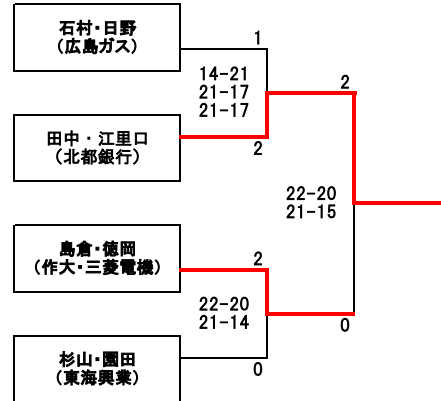 石村・日野
(広島ガス)
1
14-21
21-17
21-17
2
田中・江里口
(北都銀行)
2
22-20
21-15
島倉・徳岡
(作大・三菱電機)
2
22-20
21-14
0
杉山・園田
(東海興業)
0